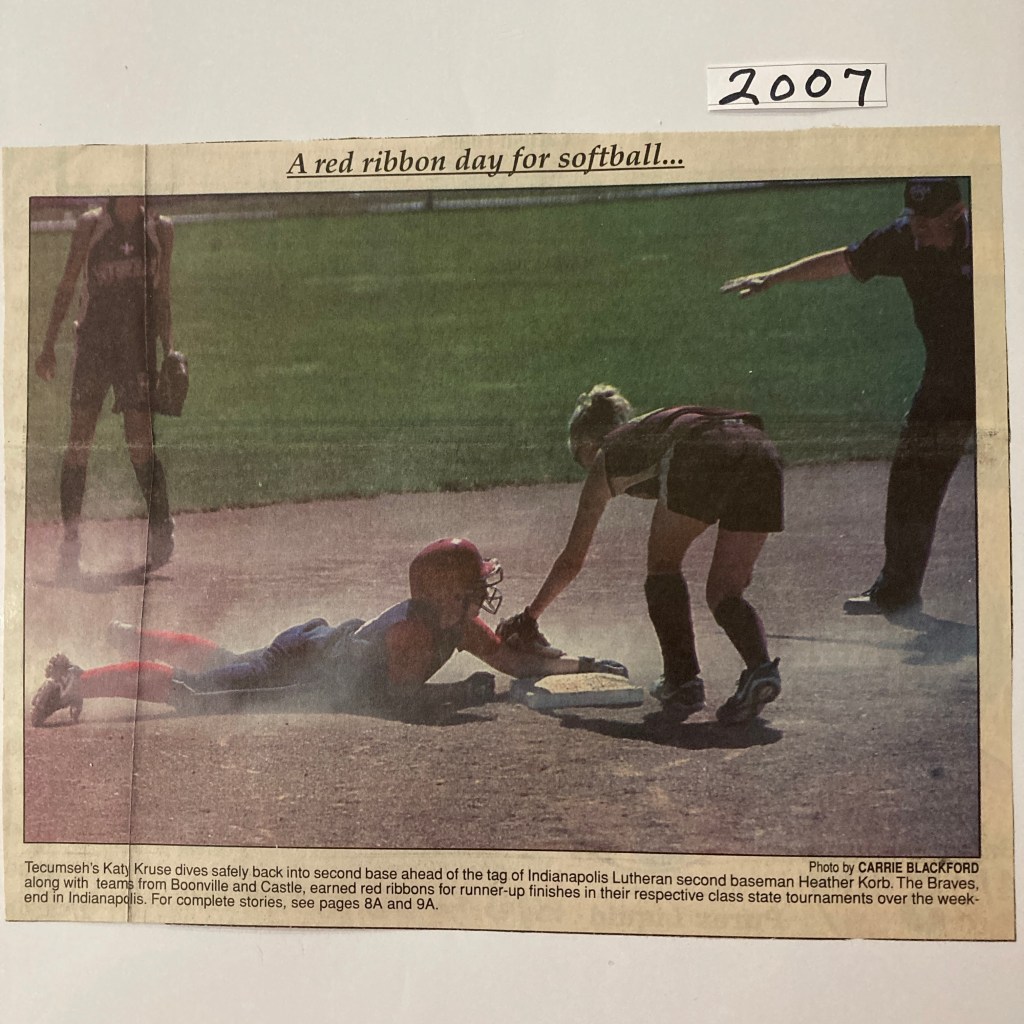 2007
A red ribbon day for softball...
Photo by CARRIE BLACKFORD
Tecumseh's Katy Kruse dives safely back into second base ahead of the tag of Indianapolis Lutheran second baseman Heather Korb. The Braves,
along with teams from Boonville and Castle, earned red ribbons for runner-up finishes in their respective class state tournaments over the week-
end in Indianapolis. For complete stories, see pages 8A and 9A.